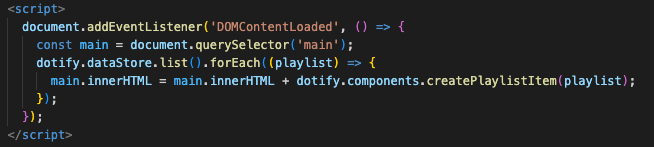 <script>
  document.addEventListener('DOMContentLoaded', () => {
    const main = document.querySelector('main');
    dotify.dataStore.list().forEach((playlist) => {
      main.innerHTML = main.innerHTML + dotify.components.createPlaylistItem(playlist);
    });
  });
</script>